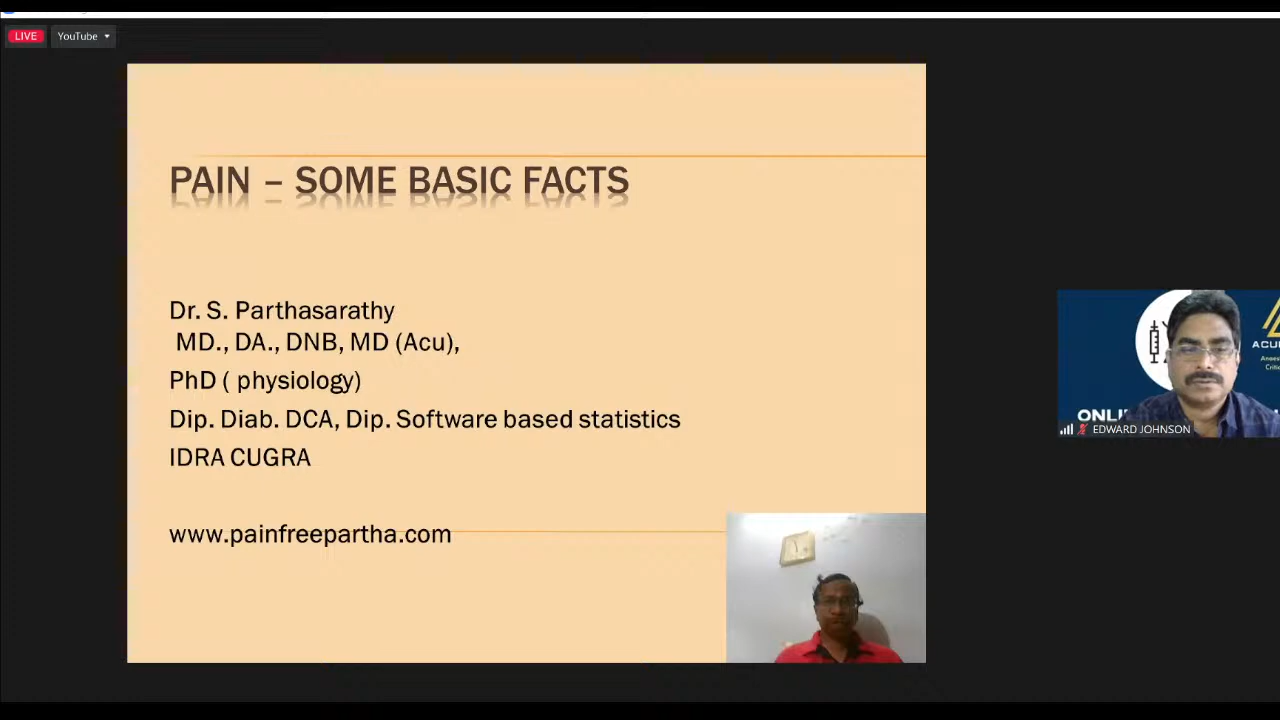 LIVE
YouTube
PAIN – SOME BASIC FACTS
Dr. S. Parthasarathy
MD., DA., DNB, MD (Acu),
PhD ( physiology)
Dip. Diab. DCA, Dip. Software based statistics
IDRA CUGRA
www.painfreepartha.com
EDWARD JOHNSON